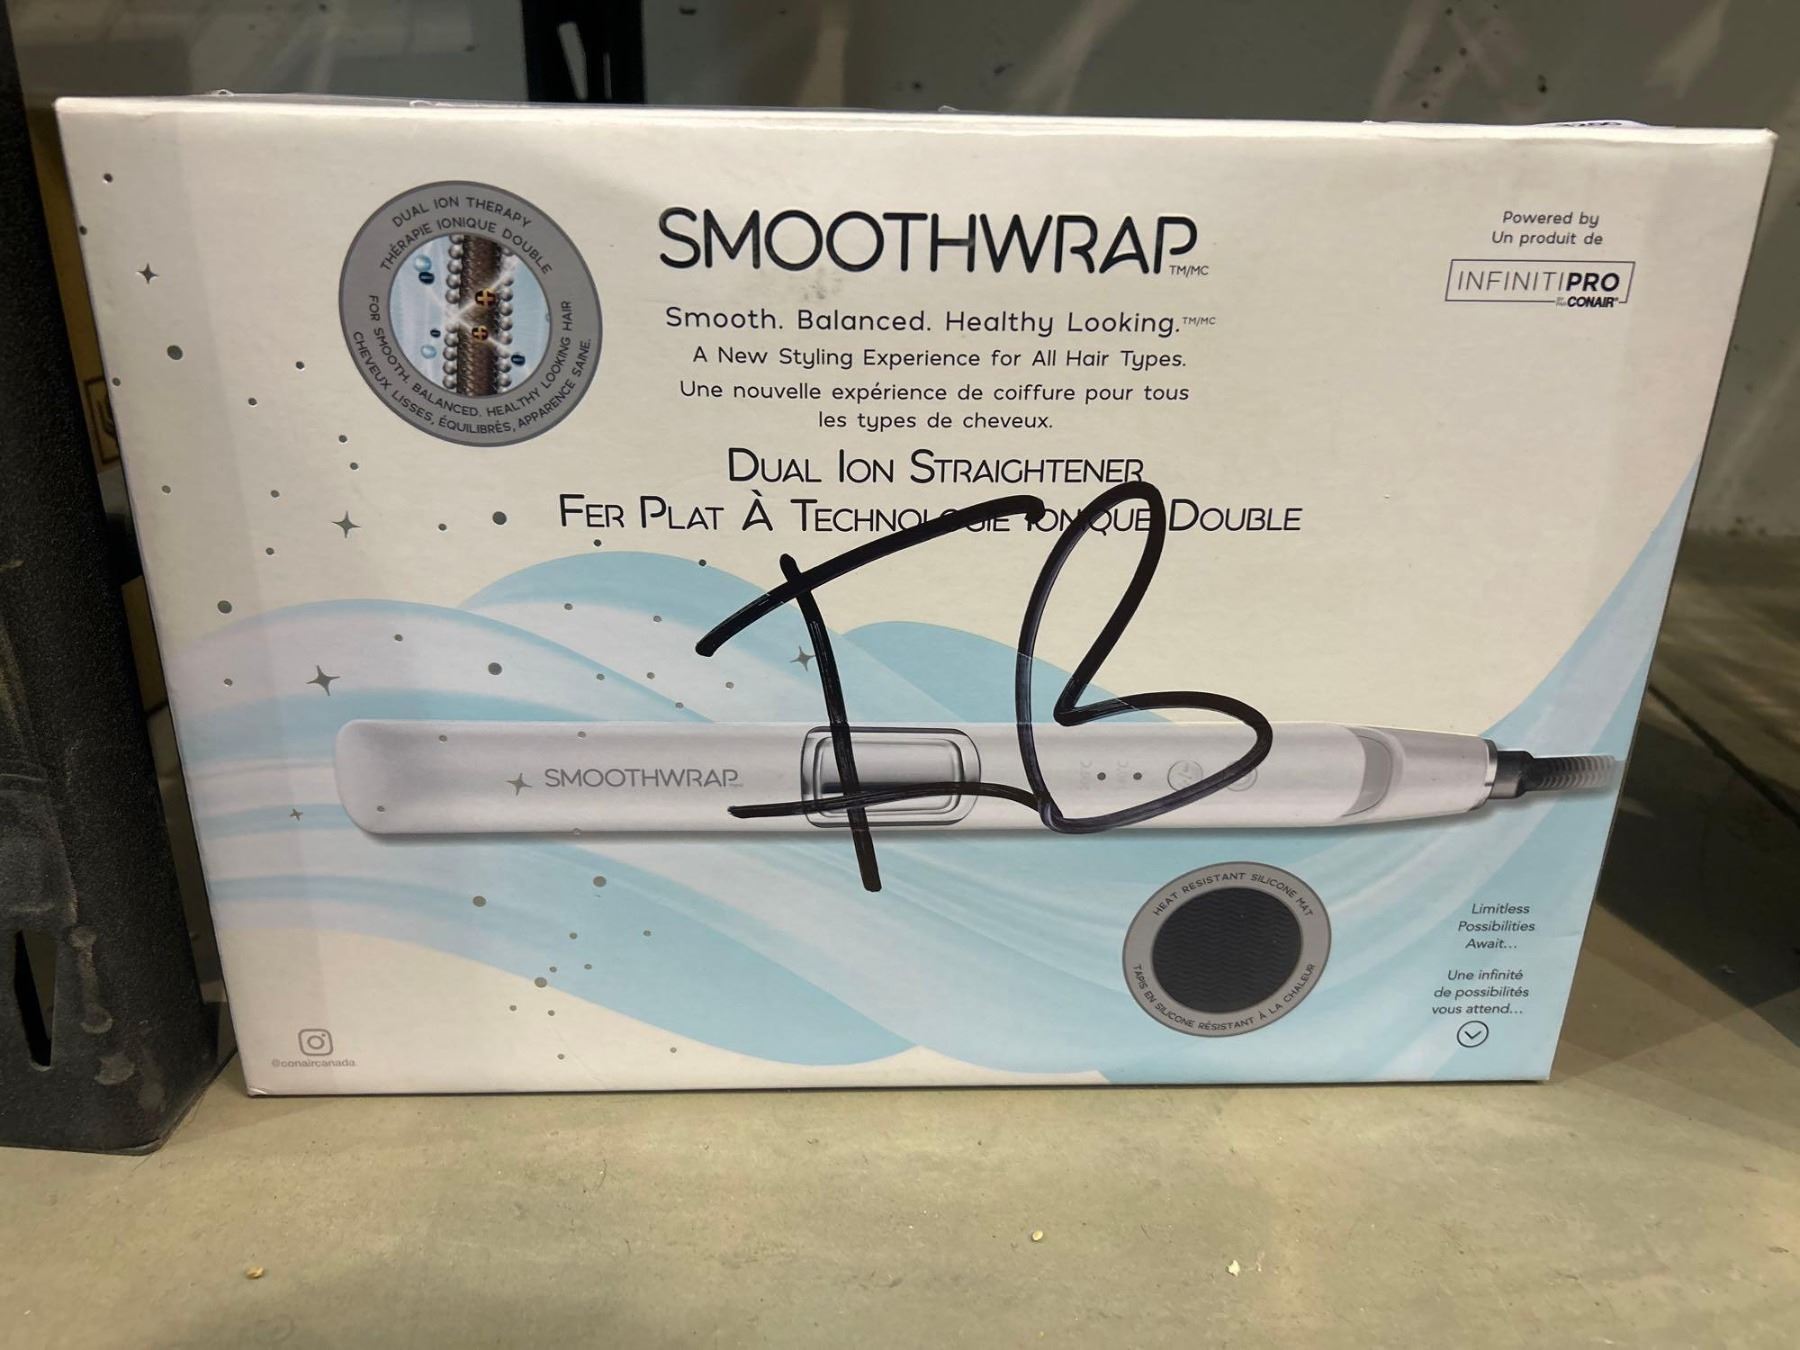 DUAL ION THERAPY
THÉRAPIE IONIQUE DOUBLE
FOR SMOOTH, BALANCED, HEALTHY LOOKING HAIR
CHEVEUX LISSES, ÉQUILIBRÉS, APPARENCE SAINE.
SMOOTHWRAP TM/MC
Smooth. Balanced. Healthy Looking.TM/MC
A New Styling Experience for All Hair Types.
Une nouvelle expérience de coiffure pour tous
les types de cheveux.
DUAL ION STRAIGHTENER
FER PLAT À TECHNOLOGIE IONIQUE DOUBLE
Powered by
Un produit de
INFINITIPRO
BY CONAIR
SMOOTHWRAP
HEAT RESISTANT SILICONE MAT
TAPIS EN SILICONE RÉSISTANT À LA CHALEUR
Limitless
Possibilities
Await...
Une infinité
de possibilités
vous attend...
@conaircanada